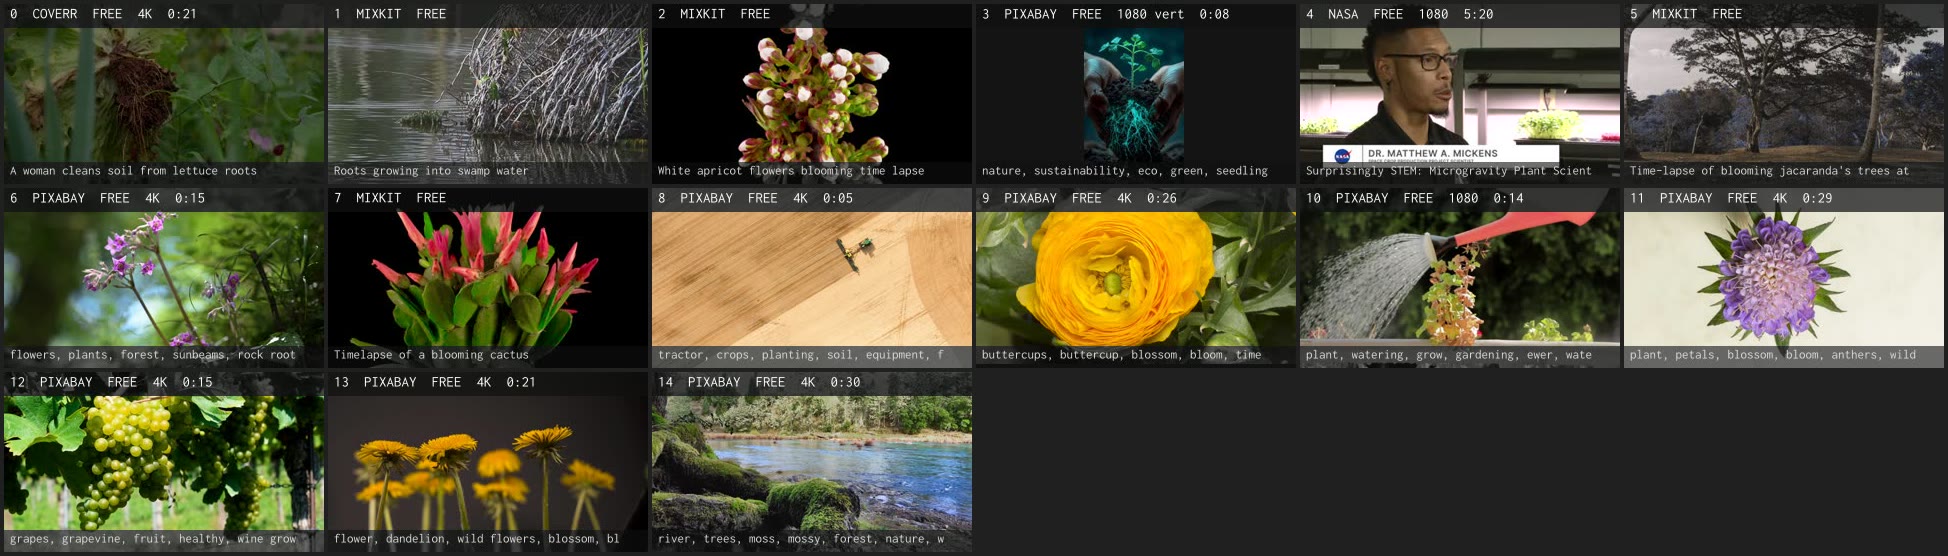 0 COVERR FREE 4K 0:21
A woman cleans soil from lettuce roots
1 MIXKIT FREE
Roots growing into swamp water
2 MIXKIT FREE
White apricot flowers blooming time lapse
3 PIXABAY FREE 1080 vert 0:08
nature, sustainability, eco, green, seedling
4 NASA FREE 1080 5:20
NASA
DR. MATTHEW A. MICKENS
Surprisingly STEM: Microgravity Plant Scient
5 MIXKIT FREE
Time-lapse of blooming jacaranda's trees at
6 PIXABAY FREE 4K 0:15
flowers, plants, forest, sunbeams, rock root
7 MIXKIT FREE
Timelapse of a blooming cactus
8 PIXABAY FREE 4K 0:05
tractor, crops, planting, soil, equipment, f
9 PIXABAY FREE 4K 0:26
buttercups, buttercup, blossom, bloom, time
10 PIXABAY FREE 1080 0:14
plant, watering, grow, gardening, ewer, wate
11 PIXABAY FREE 4K 0:29
plant, petals, blossom, bloom, anthers, wild
12 PIXABAY FREE 4K 0:15
grapes, grapevine, fruit, healthy, wine grow
13 PIXABAY FREE 4K 0:21
flower, dandelion, wild flowers, blossom, bl
14 PIXABAY FREE 4K 0:30
river, trees, moss, mossy, forest, nature, w